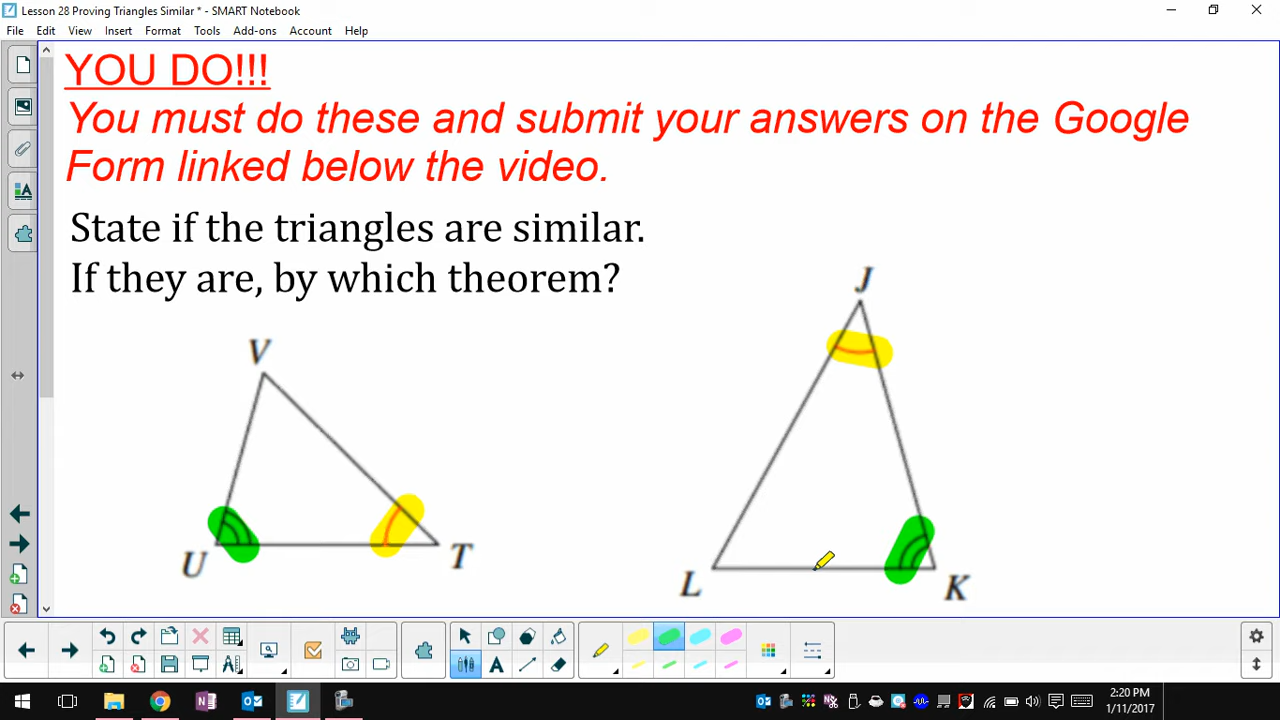 Lesson 28 Proving Triangles Similar * - SMART Notebook
File Edit View Insert Format Tools Add-ons Account Help
YOU DO!!!
You must do these and submit your answers on the Google
Form linked below the video.
State if the triangles are similar.
If they are, by which theorem?
J
V
U
T
L
K
A
2:20 PM
1/11/2017